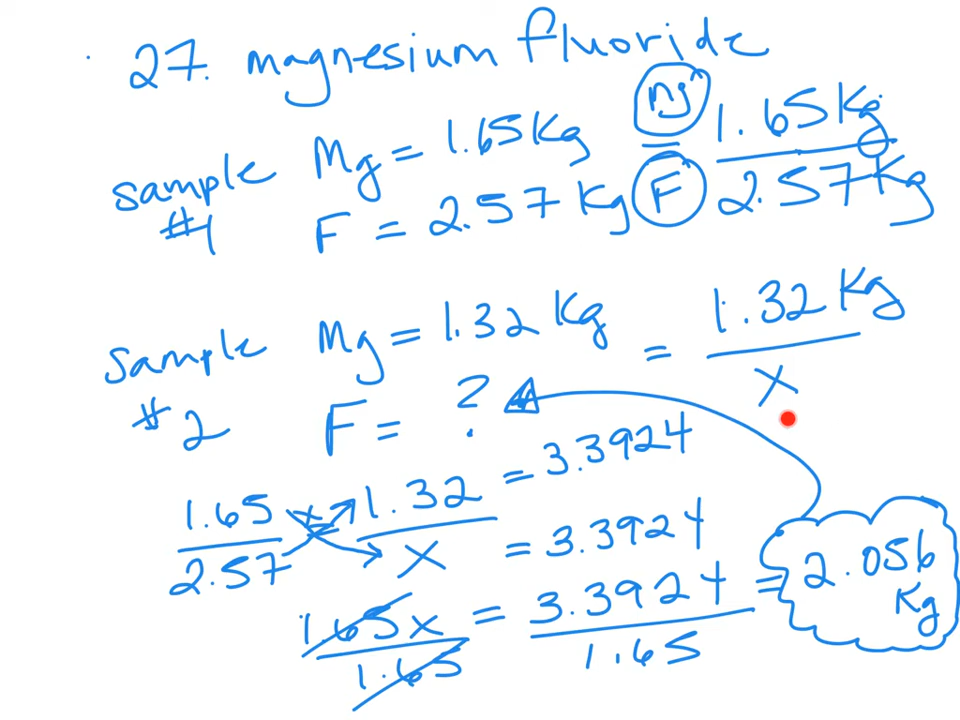 27. magnesium fluoride
sample #1 Mg = 1.65 Kg
F = 2.57 Kg
Mg / F
1.65 Kg / 2.57 Kg
sample #2 Mg = 1.32 Kg
F = ?
= 1.32 Kg / X
1.65 / 2.57 = 1.32 / X
= 3.3924
= 3.3924
1.65x / 1.65 = 3.3924 / 1.65 = 2.056 Kg